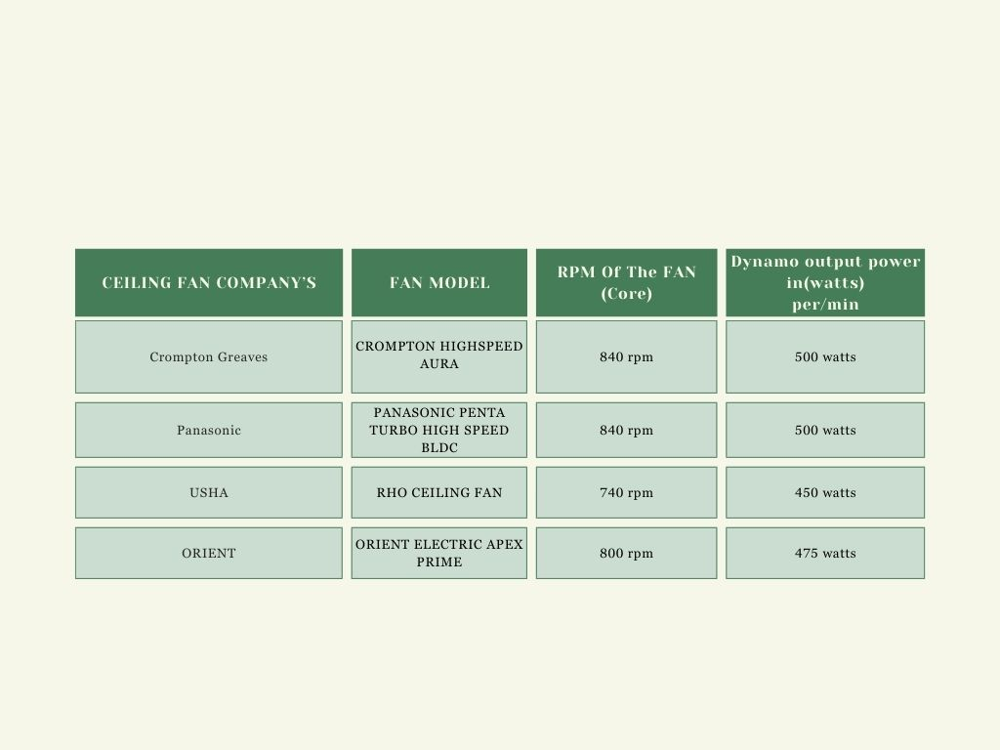 CEILING FAN COMPANY'S
FAN MODEL
RPM Of The FAN
(Core)
Dynamo output power
in(watts)
per/min
Crompton Greaves
CROMPTON HIGHSPEED
AURA
840 rpm
500 watts
Panasonic
PANASONIC PENTA
TURBO HIGH SPEED
BLDC
840 rpm
500 watts
USHA
RHO CEILING FAN
740 rpm
450 watts
ORIENT
ORIENT ELECTRIC APEX
PRIME
800 rpm
475 watts